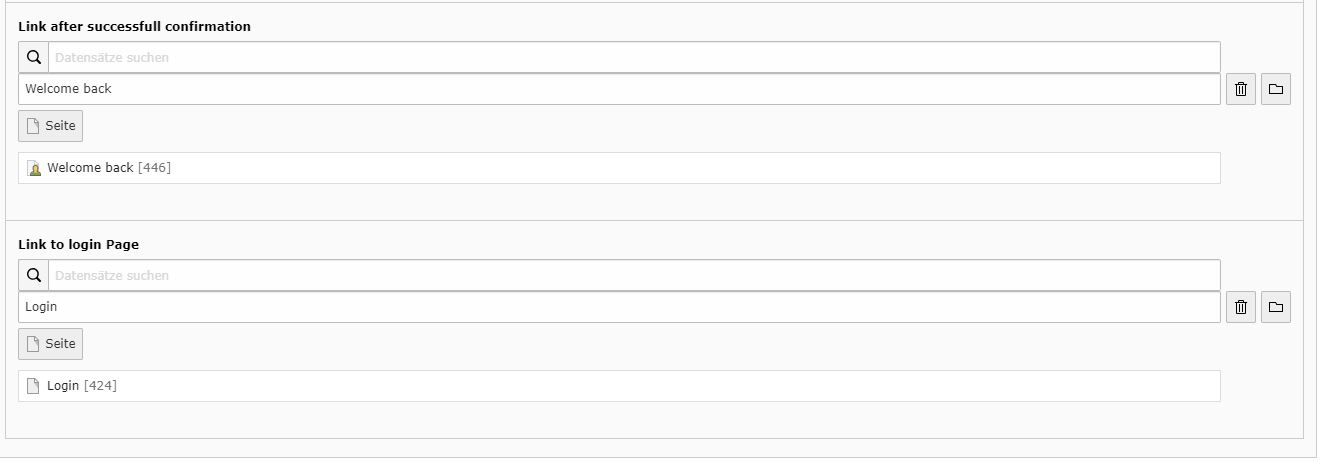 Link after successfull confirmation
Datensätze suchen
Welcome back
Seite
Welcome back [446]
Link to login Page
Datensätze suchen
Login
Seite
Login [424]